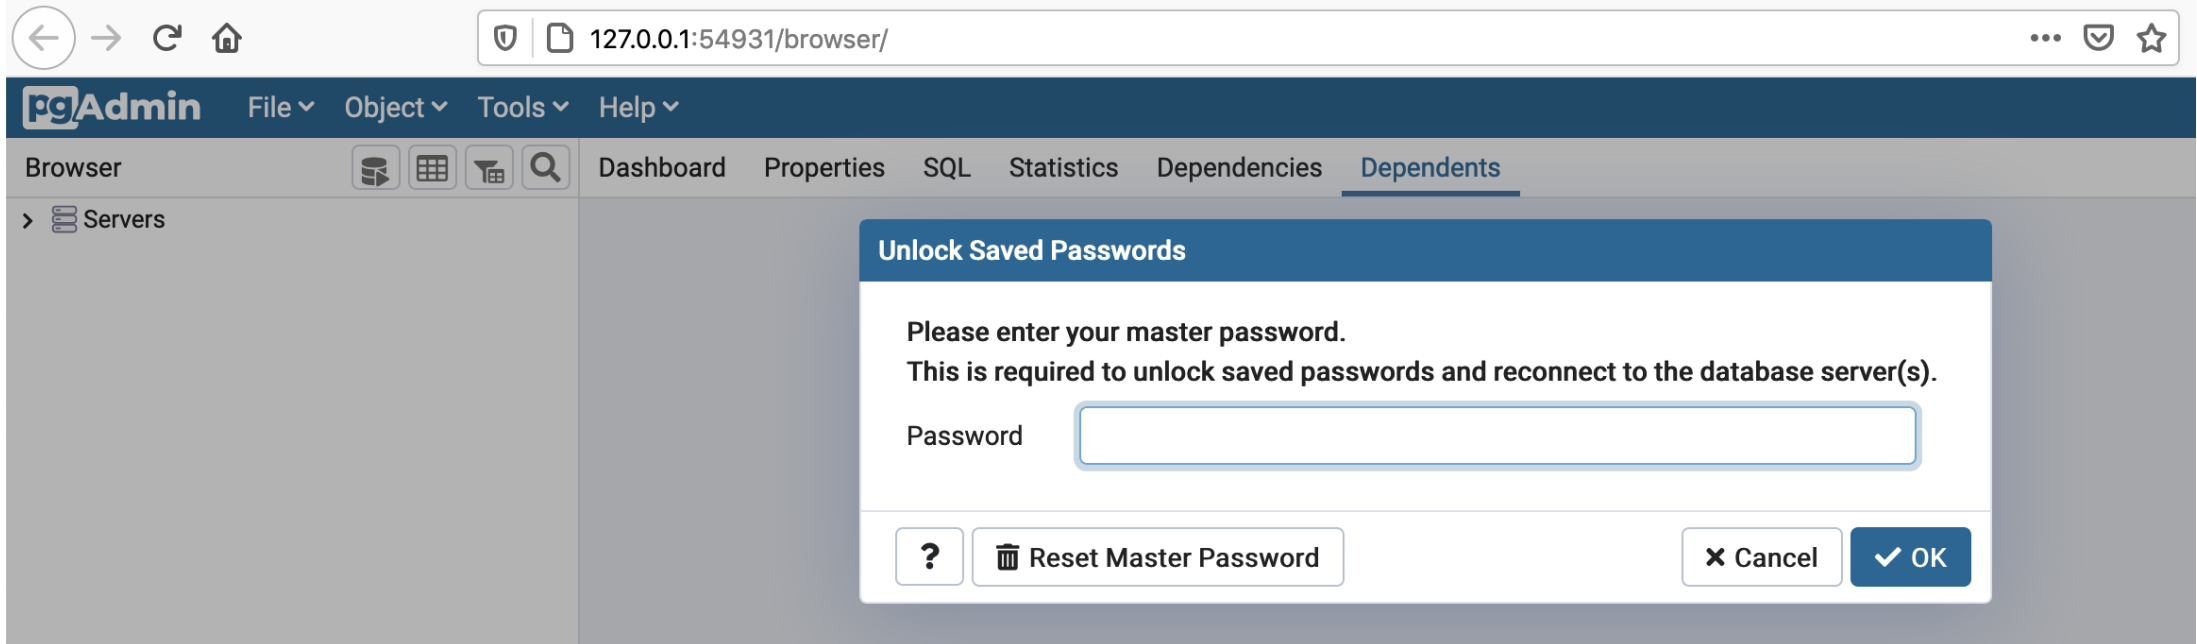 127.0.0.1:54931/browser/
pgAdmin File Object Tools Help
Browser Dashboard Properties SQL Statistics Dependencies Dependents
Servers
Unlock Saved Passwords
Please enter your master password.
This is required to unlock saved passwords and reconnect to the database server(s).
Password
? Reset Master Password Cancel OK